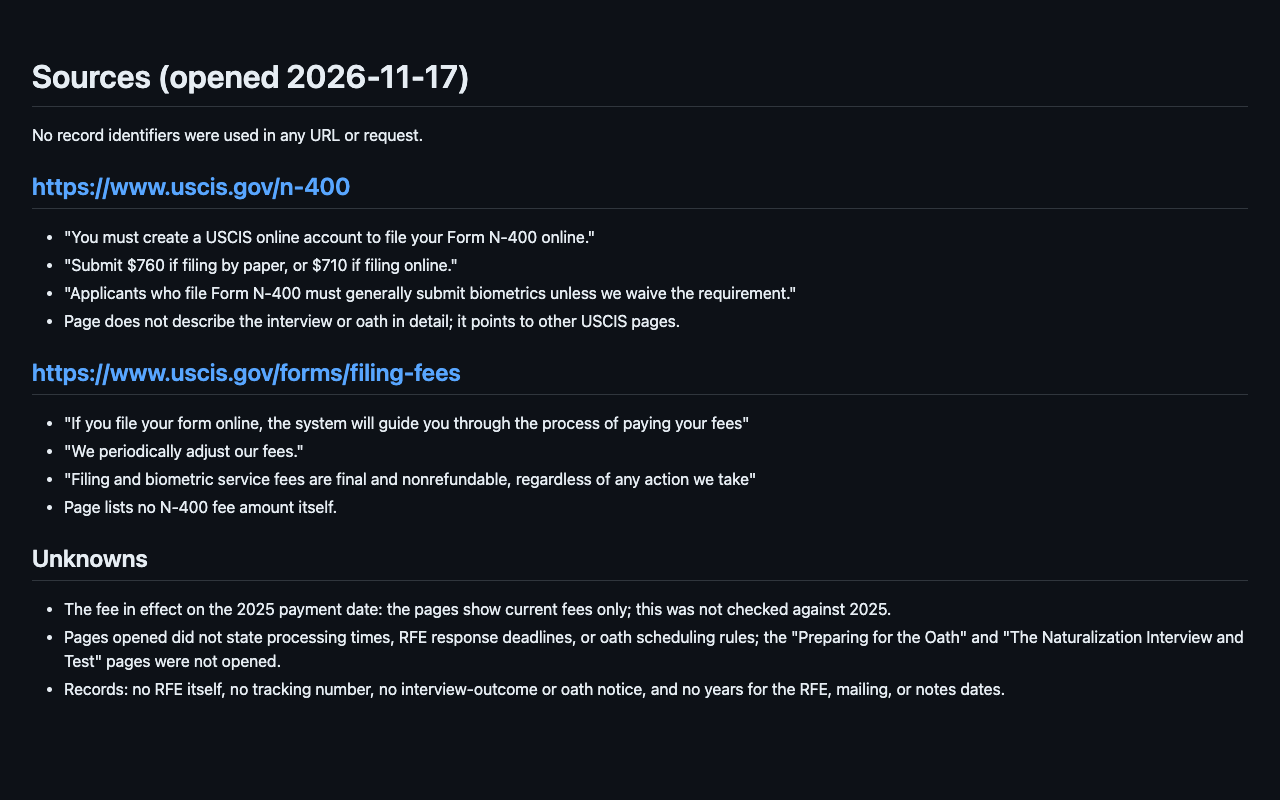 Sources (opened 2026-11-17)
No record identifiers were used in any URL or request.
https://www.uscis.gov/n-400
• "You must create a USCIS online account to file your Form N-400 online."
• "Submit $760 if filing by paper, or $710 if filing online."
• "Applicants who file Form N-400 must generally submit biometrics unless we waive the requirement."
• Page does not describe the interview or oath in detail; it points to other USCIS pages.
https://www.uscis.gov/forms/filing-fees
• "If you file your form online, the system will guide you through the process of paying your fees"
• "We periodically adjust our fees."
• "Filing and biometric service fees are final and nonrefundable, regardless of any action we take"
• Page lists no N-400 fee amount itself.
Unknowns
• The fee in effect on the 2025 payment date: the pages show current fees only; this was not checked against 2025.
• Pages opened did not state processing times, RFE response deadlines, or oath scheduling rules; the "Preparing for the Oath" and "The Naturalization Interview and
Test" pages were not opened.
• Records: no RFE itself, no tracking number, no interview-outcome or oath notice, and no years for the RFE, mailing, or notes dates.